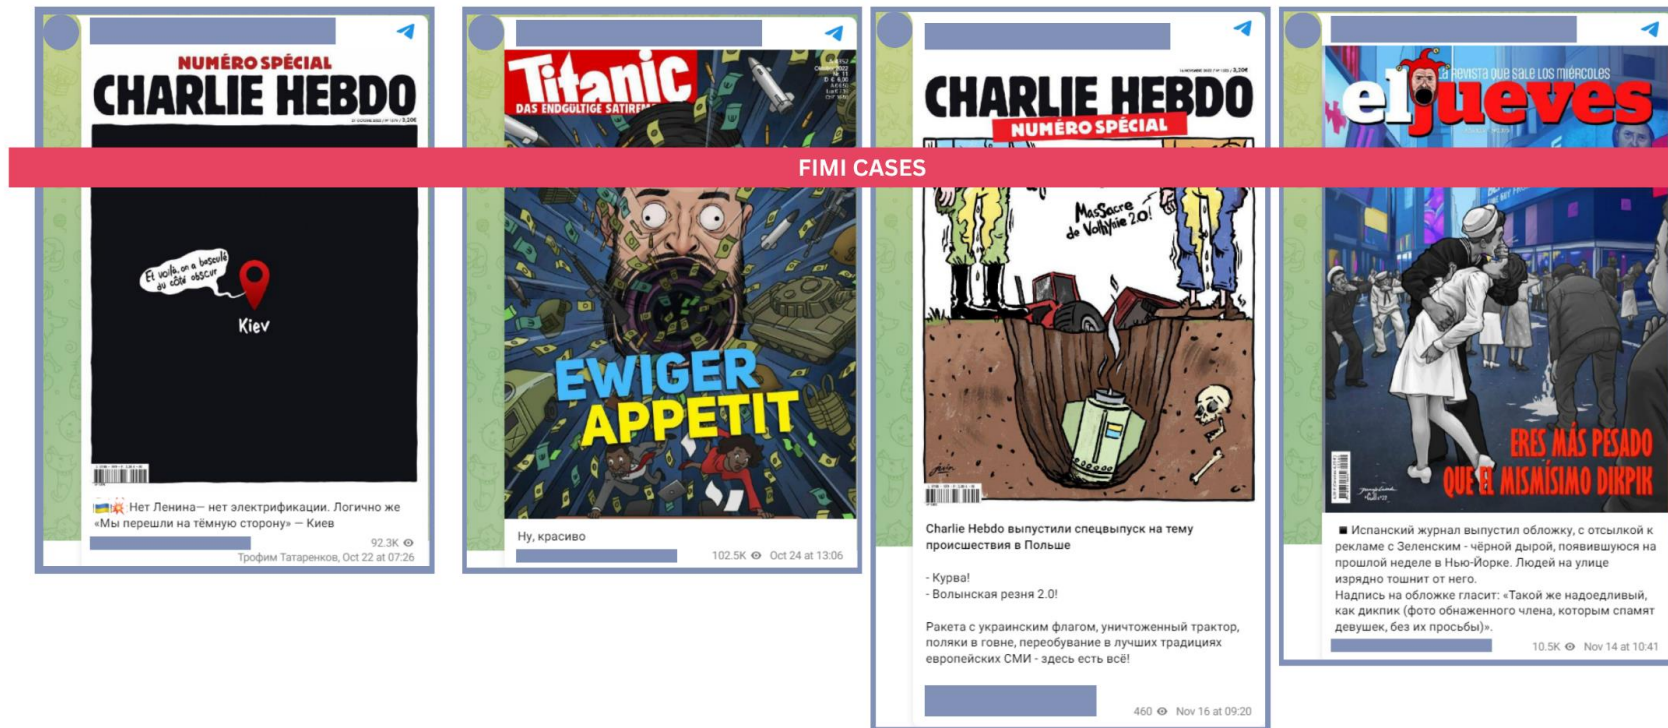 NUMÉRO SPÉCIAL
CHARLIE HEBDO
Et voilà, on a basculé
du côté obscur
Kiev
Нет Ленина— нет электрификации. Логично же
«Мы перешли на тёмную сторону» — Киев
92.3K
Трофим Татаренков, Oct 22 at 07:26
Titanic
DAS ENDGÜLTIGE SATIREM
EWIGER
APPETIT
Ну, красиво
102.5K Oct 24 at 13:06
CHARLIE HEBDO
NUMÉRO SPÉCIAL
FIMI CASES
Massacre
de Volhynie 2.0!
Charlie Hebdo выпустили спецвыпуск на тему
происшествия в Польше
- Курва!
- Волынская резня 2.0!
Ракета с украинским флагом, уничтоженный трактор,
поляки в говне, переобувание в лучших традициях
европейских СМИ - здесь есть всё!
460 Nov 16 at 09:20
la REVISTA QUE SALE LOS MIÉRCOLES
el jueves
ERES MÁS PESADO
QUE EL MISMÍSIMO DIKPIK
Испанский журнал выпустил обложку, с отсылкой к
рекламе с Зеленским - чёрной дырой, появившуюся на
прошлой неделе в Нью-Йорке. Людей на улице
изрядно тошнит от него.
Надпись на обложке гласит: «Такой же надоедливый,
как дикпик (фото обнаженного члена, которым спамят
девушек, без их просьбы)».
10.5K Nov 14 at 10:41